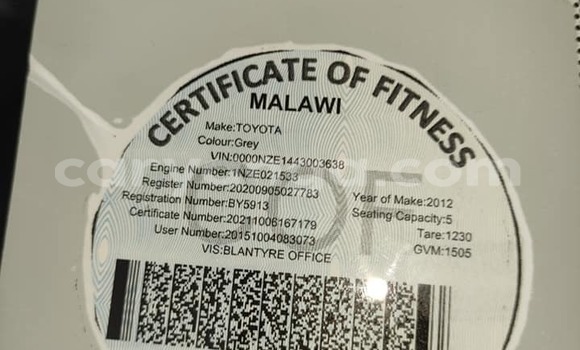 CERTIFICATE OF FITNESS
MALAWI
Make:TOYOTA
Colour:Grey
VIN:0000NZE1443003638
Engine Number:1NZE021533
Register Number:20200905027783
Registration Number:BY5913
Certificate Number:20211006167179
User Number:20151004083073
VIS:BLANTYRE OFFICE
Year of Make:2012
Seating Capacity:5
Tare:1230
GVM:1505
COF